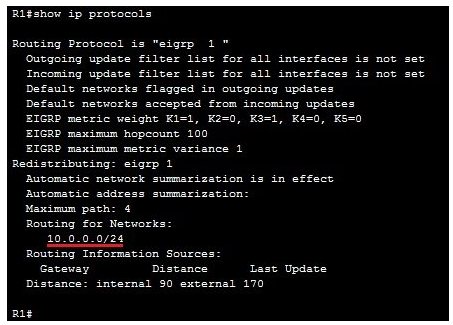 R1#show ip protocols
Routing Protocol is "eigrp  1 "
  Outgoing update filter list for all interfaces is not set
  Incoming update filter list for all interfaces is not set
  Default networks flagged in outgoing updates
  Default networks accepted from incoming updates
  EIGRP metric weight K1=1, K2=0, K3=1, K4=0, K5=0
  EIGRP maximum hopcount 100
  EIGRP maximum metric variance 1
Redistributing: eigrp 1
  Automatic network summarization is in effect
  Automatic address summarization:
  Maximum path: 4
  Routing for Networks:
     10.0.0.0/24
  Routing Information Sources:
    Gateway         Distance      Last Update
  Distance: internal 90 external 170
R1#